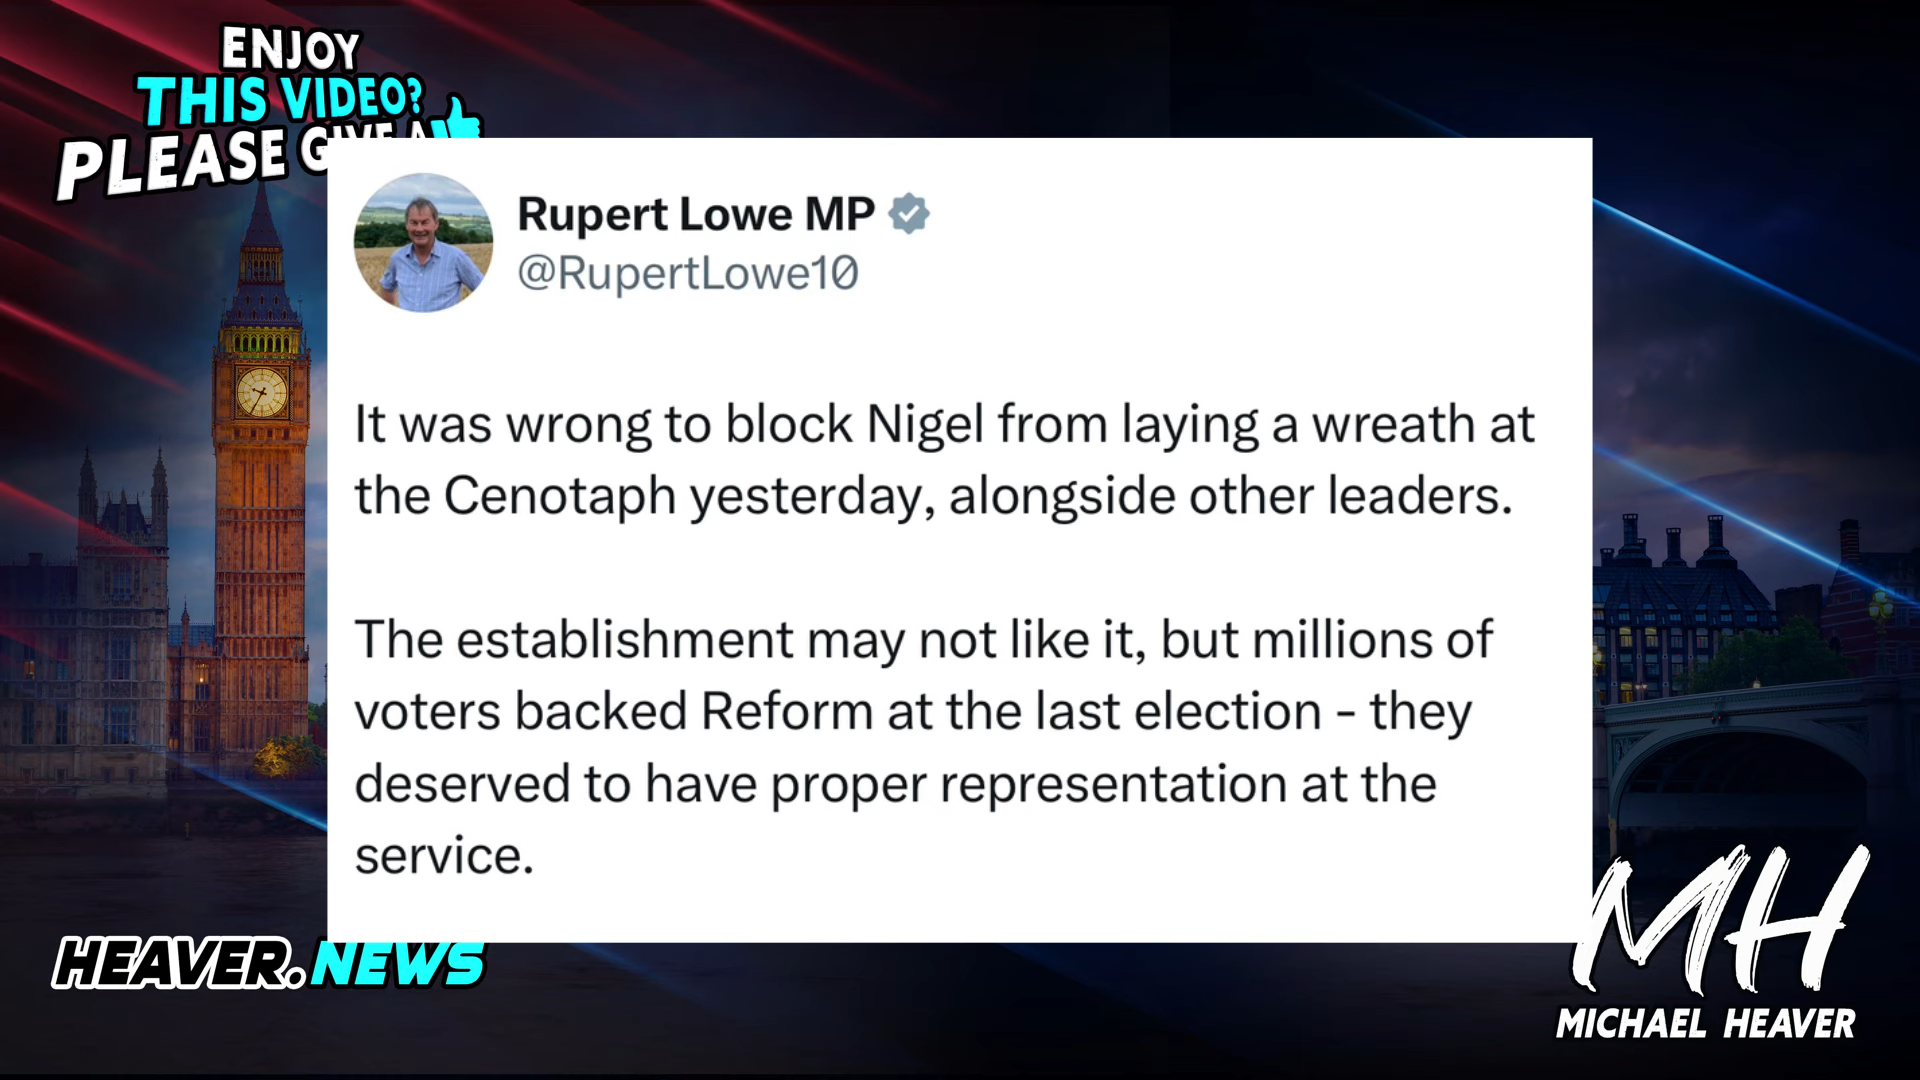 ENJOY
THIS VIDEO?
PLEASE GIVE A
Rupert Lowe MP
@RupertLowe10
It was wrong to block Nigel from laying a wreath at
the Cenotaph yesterday, alongside other leaders.
The establishment may not like it, but millions of
voters backed Reform at the last election - they
deserved to have proper representation at the
service.
HEAVER.NEWS
MH
MICHAEL HEAVER